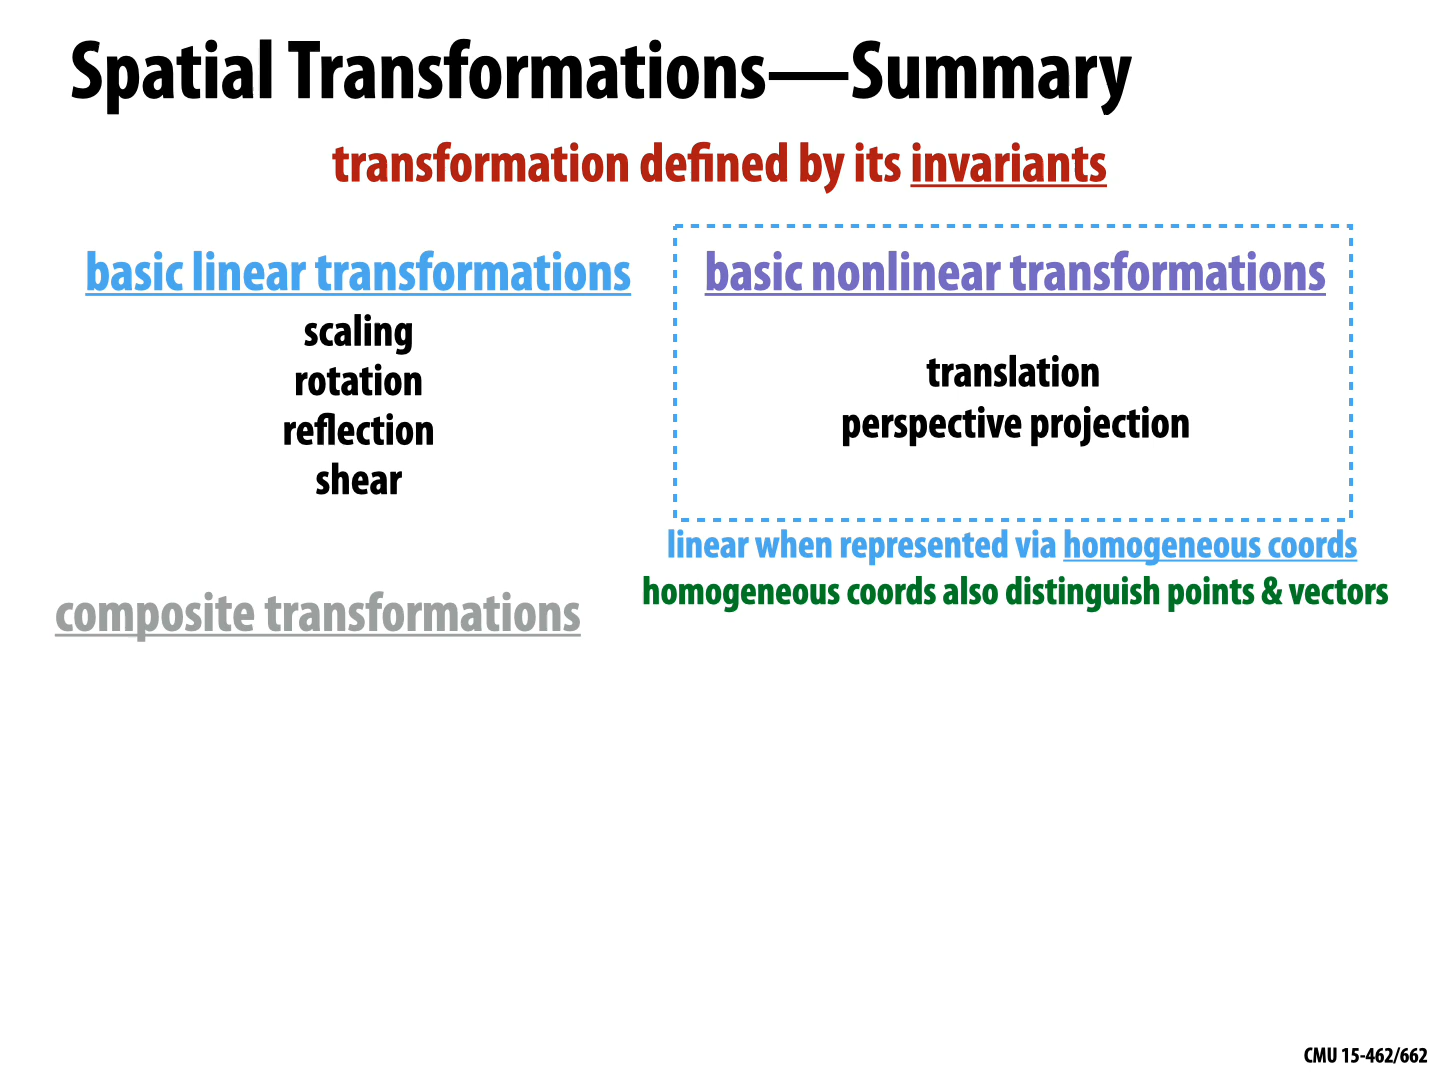 Spatial Transformations—Summary
transformation defined by its invariants
basic linear transformations
scaling
rotation
reflection
shear
basic nonlinear transformations
translation
perspective projection
linear when represented via homogeneous coords
homogeneous coords also distinguish points & vectors
composite transformations
CMU 15-462/662